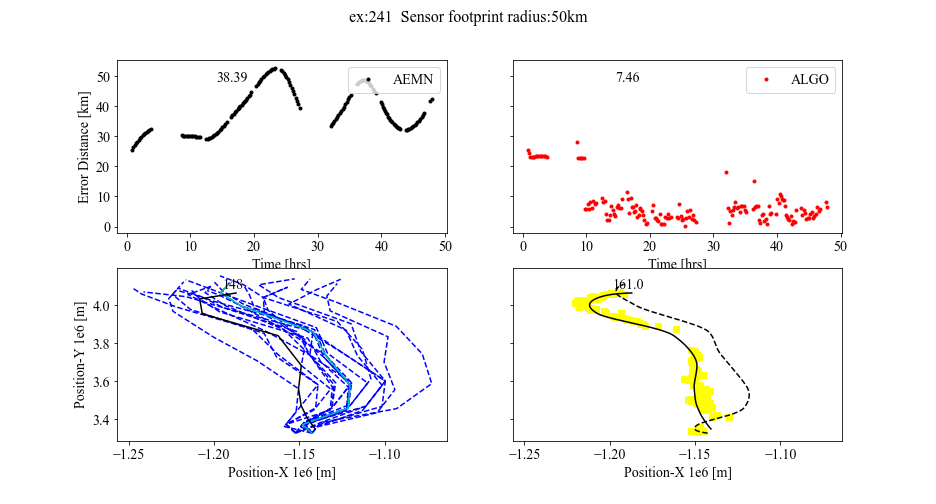 ex:241  Sensor footprint radius:50km
38.39
AEMN
7.46
ALGO
Error Distance [km]
50
40
30
20
10
0
0 10 20 30 40 50
0 10 20 30 40 50
Time [hrs]
Time [hrs]
148
161.0
Position-Y 1e6 [m]
4.0
3.8
3.6
3.4
−1.25 −1.20 −1.15 −1.10
−1.25 −1.20 −1.15 −1.10
Position-X 1e6 [m]
Position-X 1e6 [m]